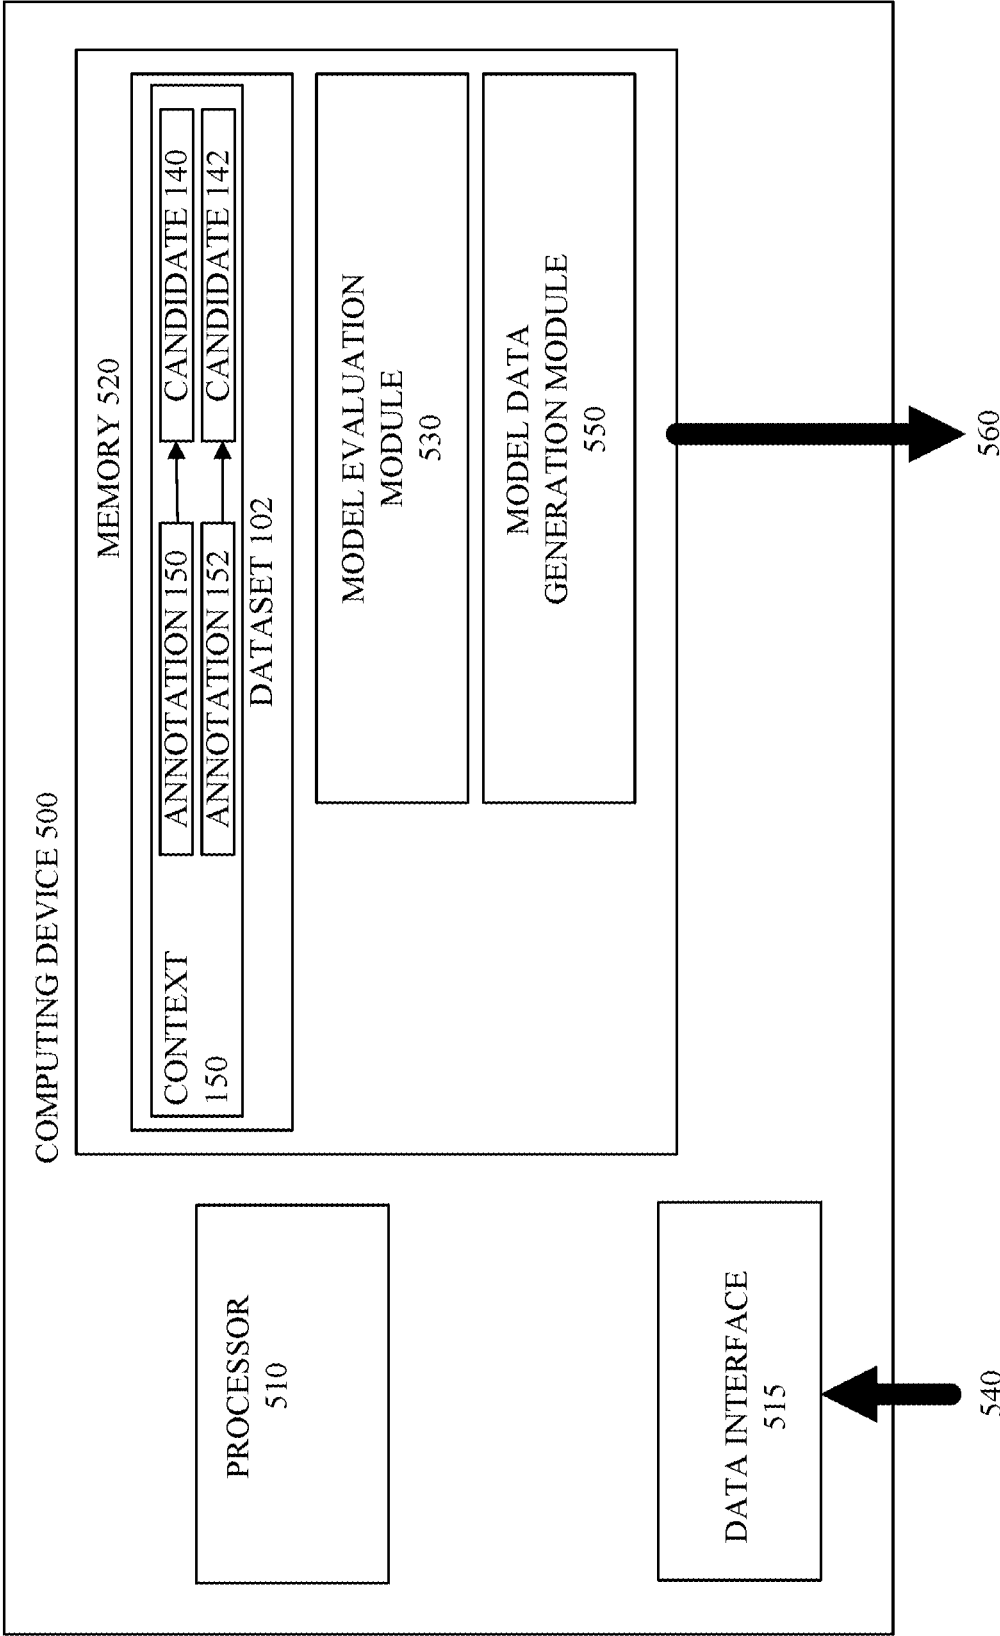 COMPUTING DEVICE 500
PROCESSOR
510
DATA INTERFACE
515
540
MEMORY 520
CONTEXT
150
ANNOTATION 150
CANDIDATE 140
ANNOTATION 152
CANDIDATE 142
DATASET 102
MODEL EVALUATION
MODULE
530
MODEL DATA
GENERATION MODULE
550
560